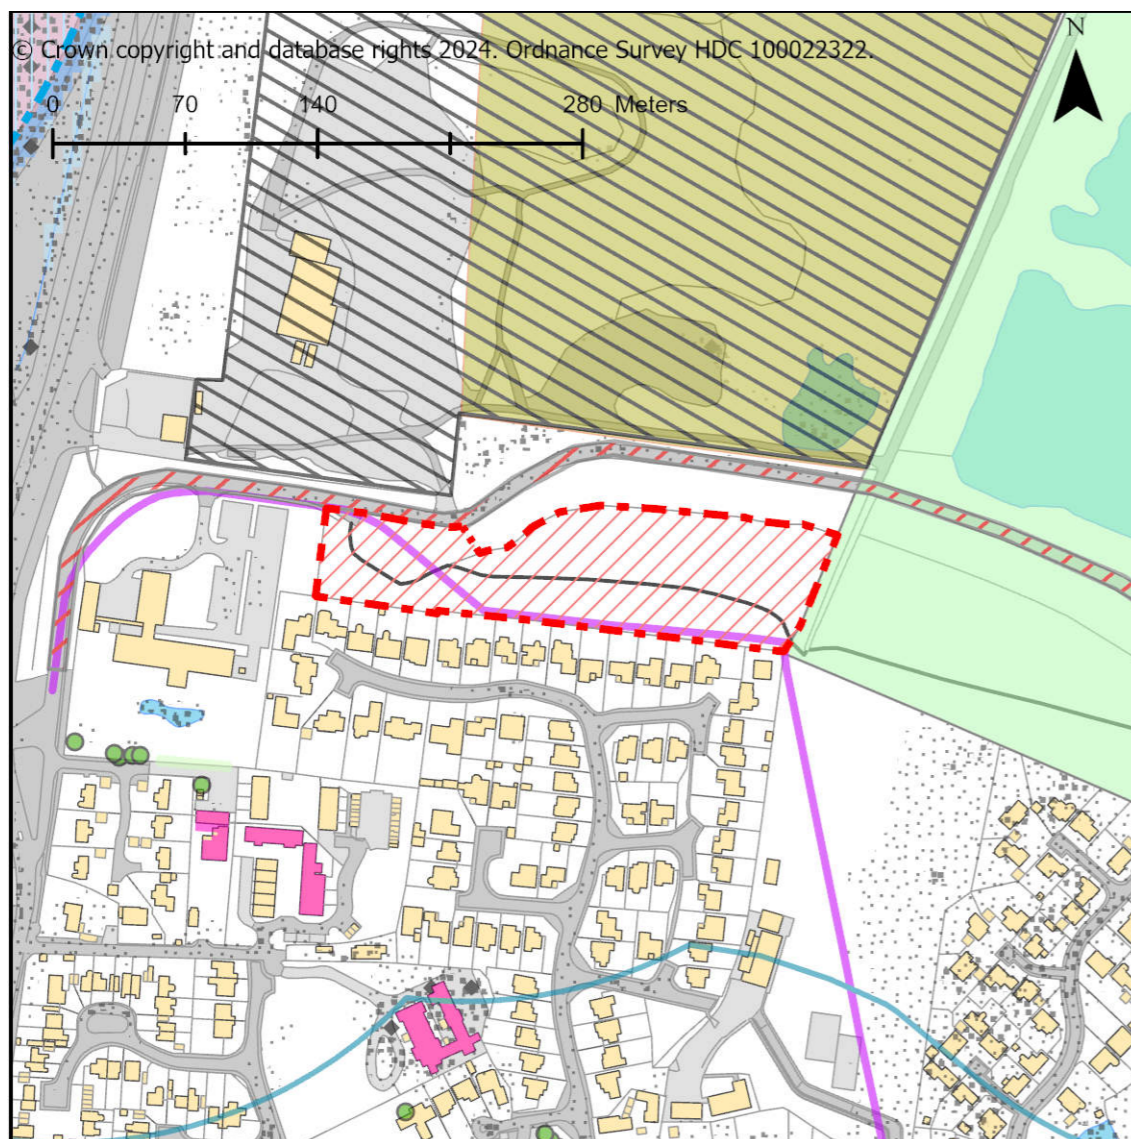 © Crown copyright and database rights 2024. Ordnance Survey HDC 100022322.
N
0 70 140 280 Meters